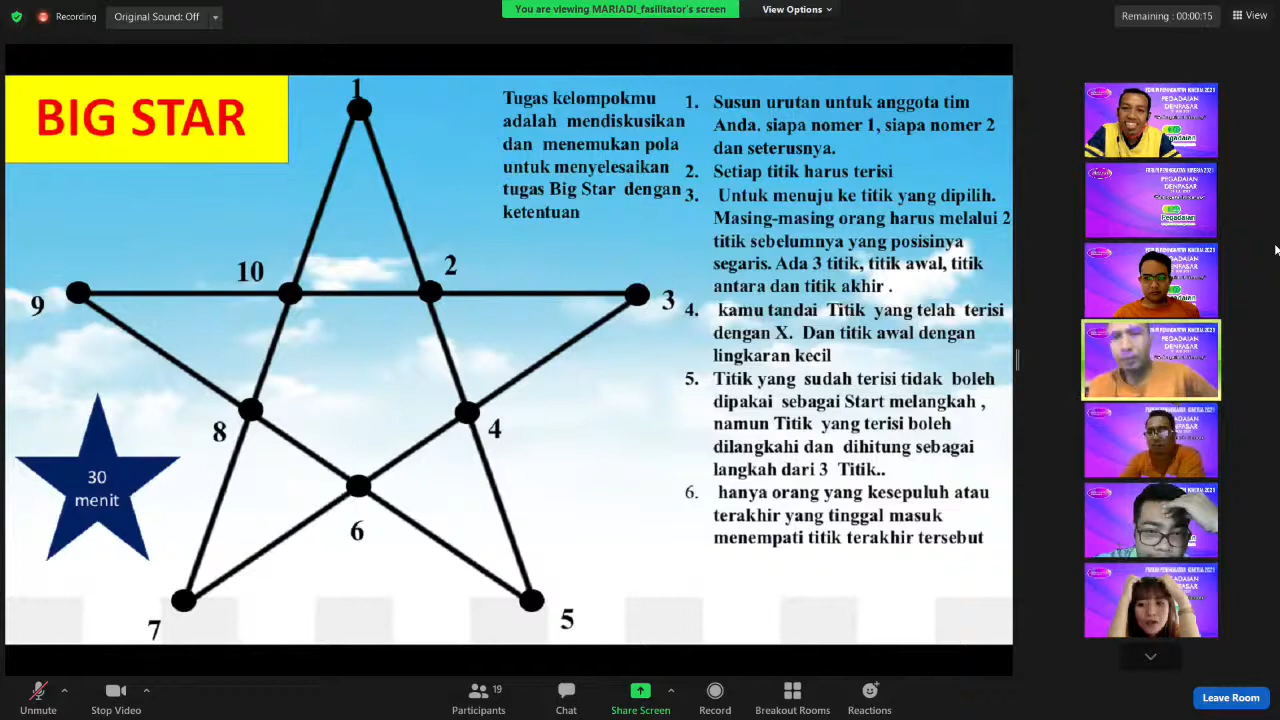 Recording
Original Sound: Off
You are viewing MARIADI_fasilitator's screen
View Options
Remaining : 00:00:15
View
BIG STAR
1
10
2
9
3
8
4
6
7
5
30
menit
Tugas kelompokmu
adalah mendiskusikan
dan menemukan pola
untuk menyelesaikan
tugas Big Star dengan
ketentuan
1. Susun urutan untuk anggota tim
Anda. siapa nomer 1, siapa nomer 2
dan seterusnya.
2. Setiap titik harus terisi
3. Untuk menuju ke titik yang dipilih.
Masing-masing orang harus melalui 2
titik sebelumnya yang posisinya
segaris. Ada 3 titik, titik awal, titik
antara dan titik akhir .
4. kamu tandai Titik yang telah terisi
dengan X. Dan titik awal dengan
lingkaran kecil
5. Titik yang sudah terisi tidak boleh
dipakai sebagai Start melangkah ,
namun Titik yang terisi boleh
dilangkahi dan dihitung sebagai
langkah dari 3 Titik..
6. hanya orang yang kesepuluh atau
terakhir yang tinggal masuk
menempati titik terakhir tersebut
FORUM PENINGKATAN KINERJA 2021
PEGADAIAN
DENPASAR
Pegadaian
Unmute
Stop Video
19
Participants
Chat
Share Screen
Record
Breakout Rooms
Reactions
Leave Room